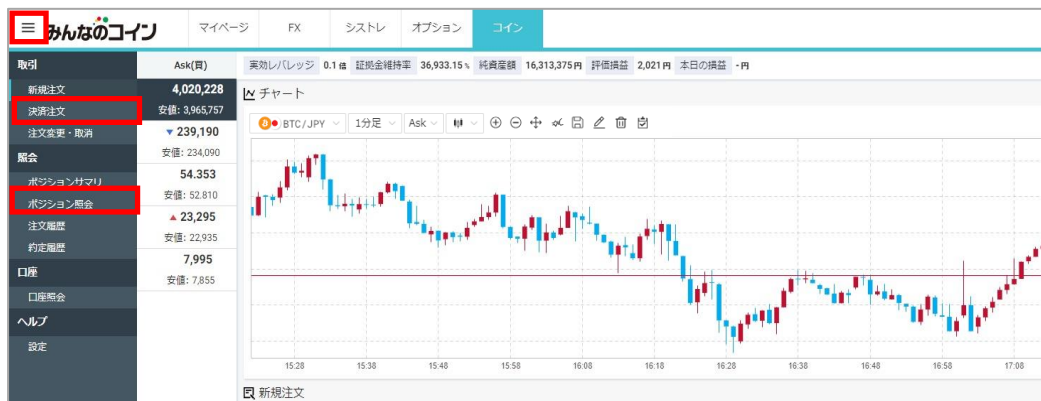 みんなのコイン
マイページ FX シストレ オプション コイン
取引
新規注文
決済注文
注文変更・取消
照会
ポジションサマリ
ポジション照会
注文履歴
約定履歴
口座
口座照会
ヘルプ
設定
Ask(買)
4,020,228
安値: 3,965,757
▼ 239,190
安値: 234,090
54.353
安値: 52.810
▲ 23,295
安値: 22,935
7,995
安値: 7,855
実効レバレッジ 0.1 倍 証拠金維持率 36,933.15 % 純資産額 16,313,375 円 評価損益 2,021 円 本日の損益 - 円
チャート
BTC/JPY 1分足 Ask
15:28 15:38 15:48 15:58 16:08 16:18 16:28 16:38 16:48 16:58 17:08
新規注文